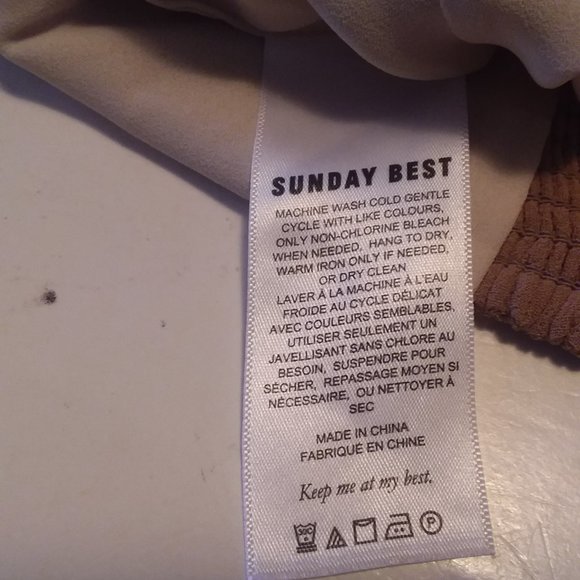 SUNDAY BEST
MACHINE WASH COLD GENTLE
CYCLE WITH LIKE COLOURS,
ONLY NON-CHLORINE BLEACH
WHEN NEEDED, HANG TO DRY,
WARM IRON ONLY IF NEEDED,
OR DRY CLEAN
LAVER À LA MACHINE À L'EAU
FROIDE AU CYCLE DÉLICAT
AVEC COULEURS SEMBLABLES,
UTILISER SEULEMENT UN
JAVELLISANT SANS CHLORE AU
BESOIN, SUSPENDRE POUR
SÉCHER, REPASSAGE MOYEN SI
NÉCESSAIRE, OU NETTOYER À
SEC
MADE IN CHINA
FABRIQUÉ EN CHINE
Keep me at my best.
30C P